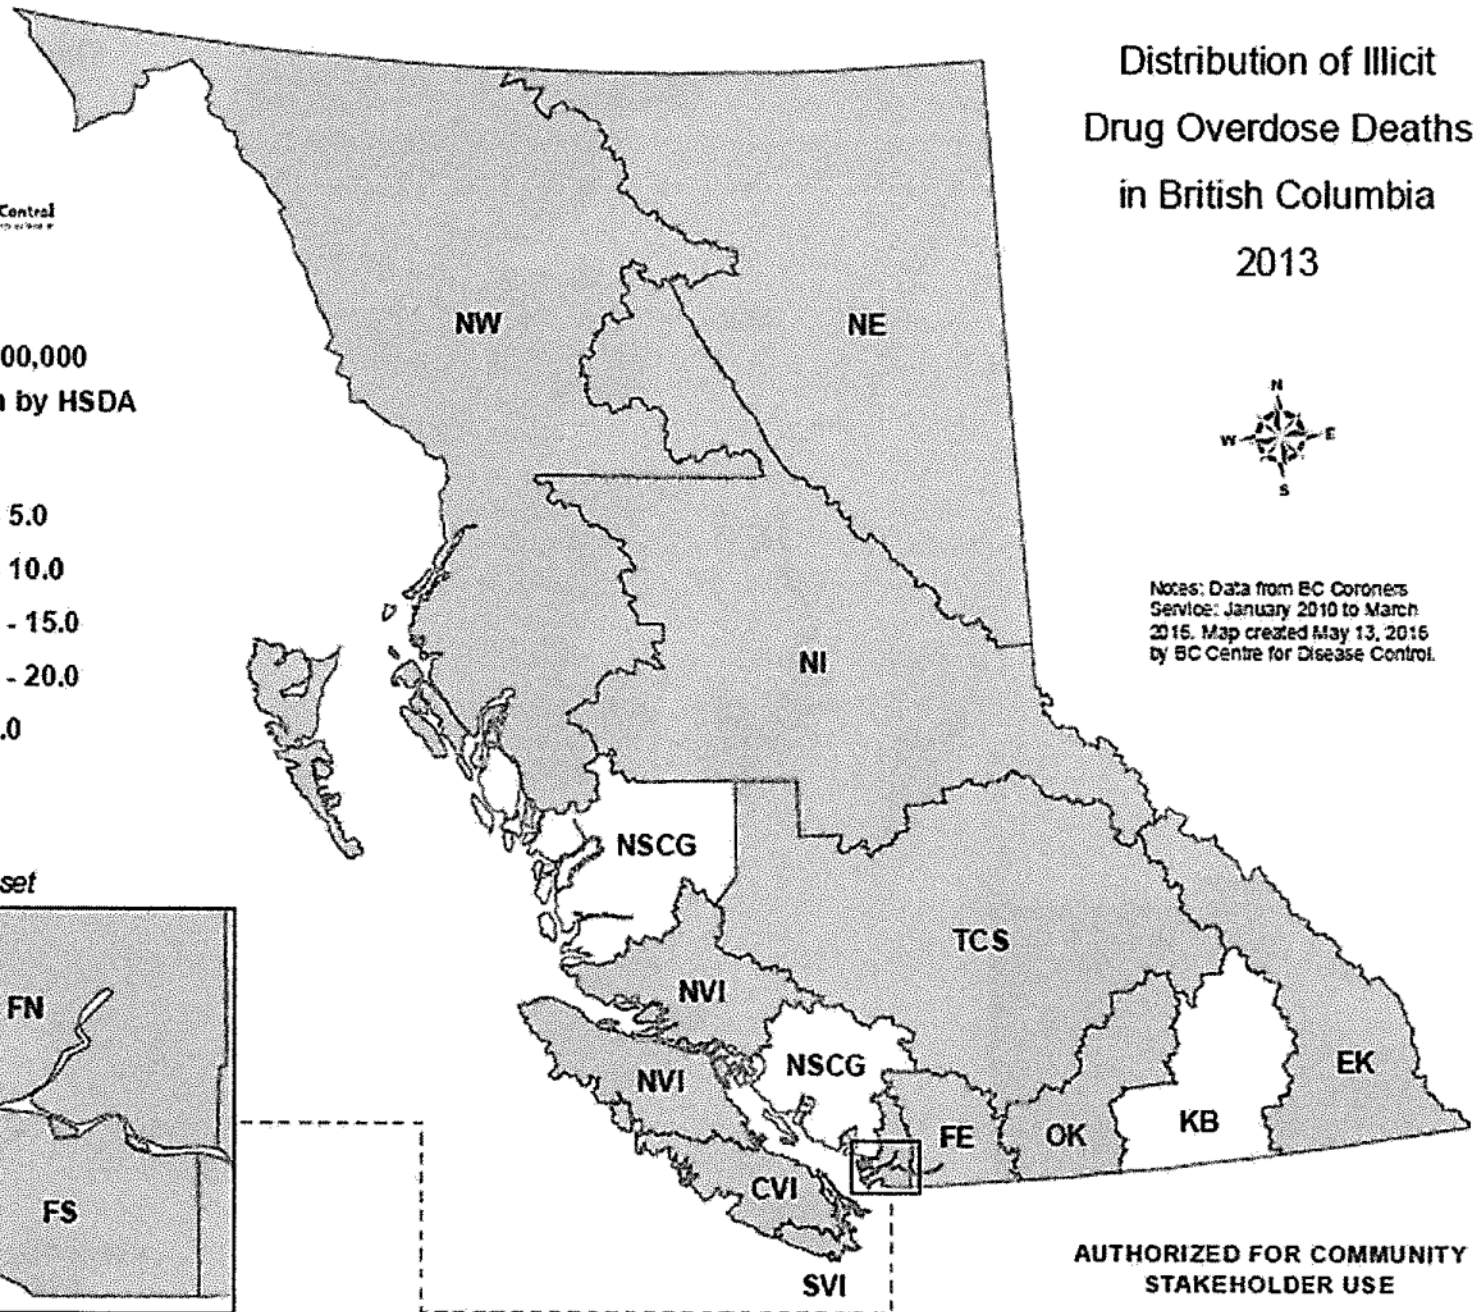 Distribution of Illicit
Drug Overdose Deaths
in British Columbia
2013
Control
00,000
by HSDA
5.0
10.0
- 15.0
- 20.0
.0
set
N
W
E
S
Notes: Data from BC Coroners
Service: January 2010 to March
2016. Map created May 13, 2016
by BC Centre for Disease Control.
NW
NE
NI
NSCG
TCS
NVI
NSCG
NVI
EK
KB
OK
FE
CVI
SVI
FN
FS
AUTHORIZED FOR COMMUNITY
STAKEHOLDER USE